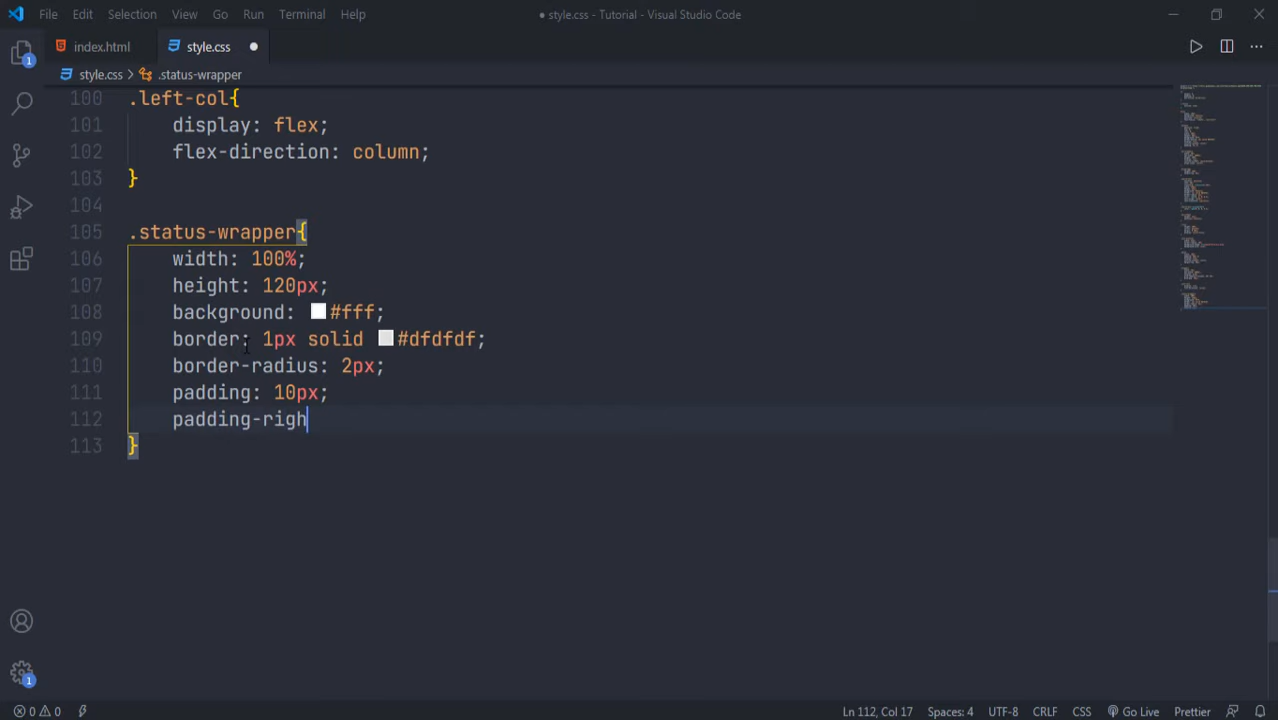 File Edit Selection View Go Run Terminal Help ● style.css - Tutorial - Visual Studio Code
1 index.html style.css ●
style.css > .status-wrapper
100 .left-col{
101 display: flex;
102 flex-direction: column;
103 }
104
105 .status-wrapper{
106 width: 100%;
107 height: 120px;
108 background: #fff;
109 border: 1px solid #dfdfdf;
110 border-radius: 2px;
111 padding: 10px;
112 padding-righ
113 }
1
0 0 Ln 112, Col 17 Spaces: 4 UTF-8 CRLF CSS Go Live Prettier